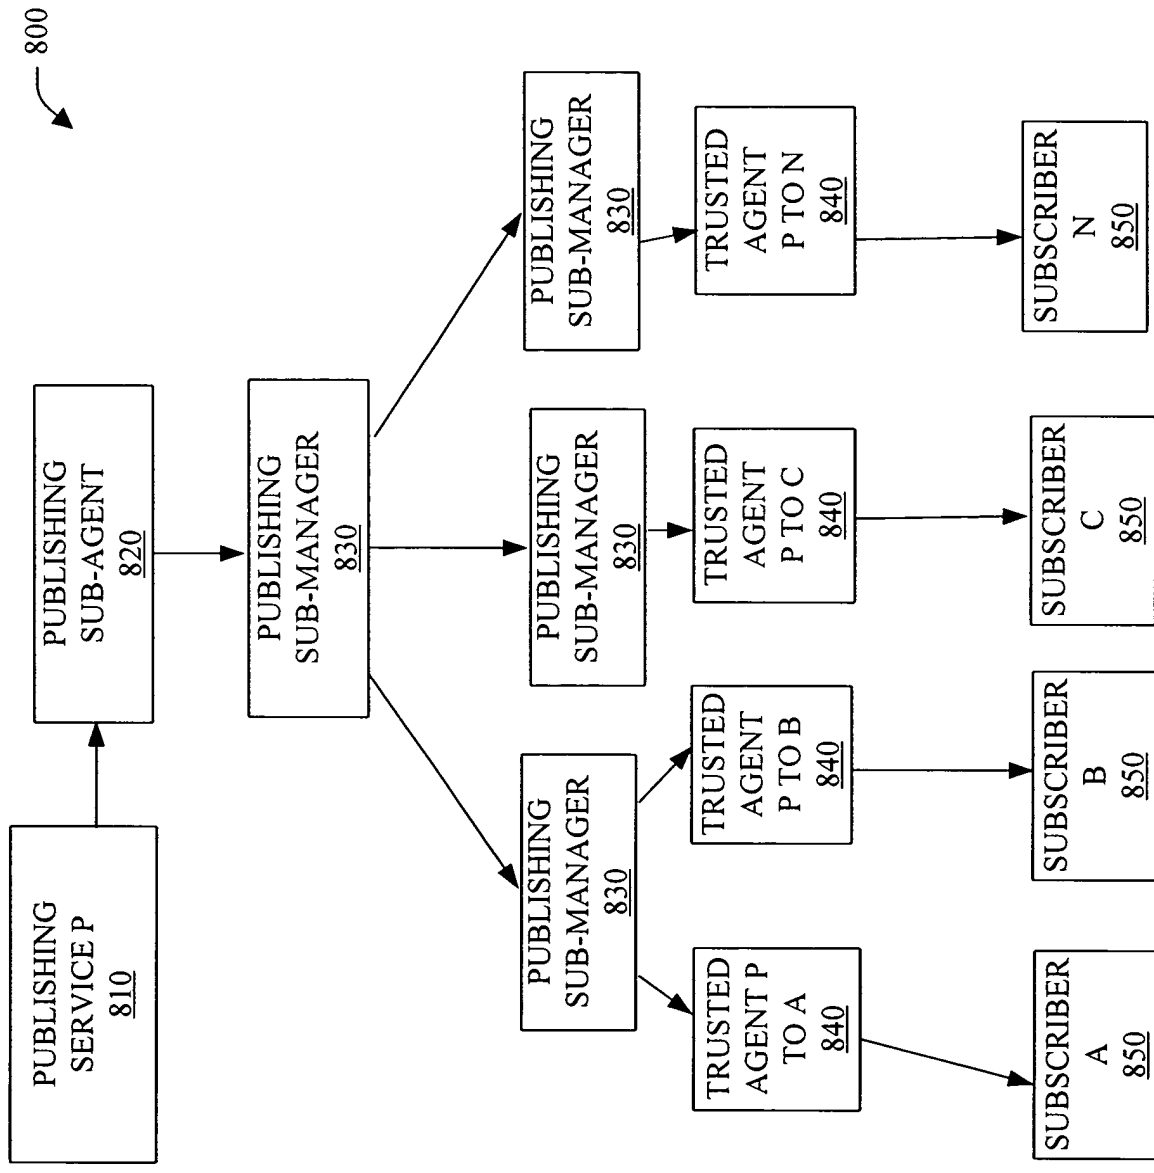 800
PUBLISHING
SERVICE P
810
PUBLISHING
SUB-AGENT
820
PUBLISHING
SUB-MANAGER
830
PUBLISHING
SUB-MANAGER
830
PUBLISHING
SUB-MANAGER
830
PUBLISHING
SUB-MANAGER
830
TRUSTED
AGENT P
TO A
840
TRUSTED
AGENT
P TO B
840
TRUSTED
AGENT
P TO C
840
TRUSTED
AGENT
P TO N
840
SUBSCRIBER
A
850
SUBSCRIBER
B
850
SUBSCRIBER
C
850
SUBSCRIBER
N
850